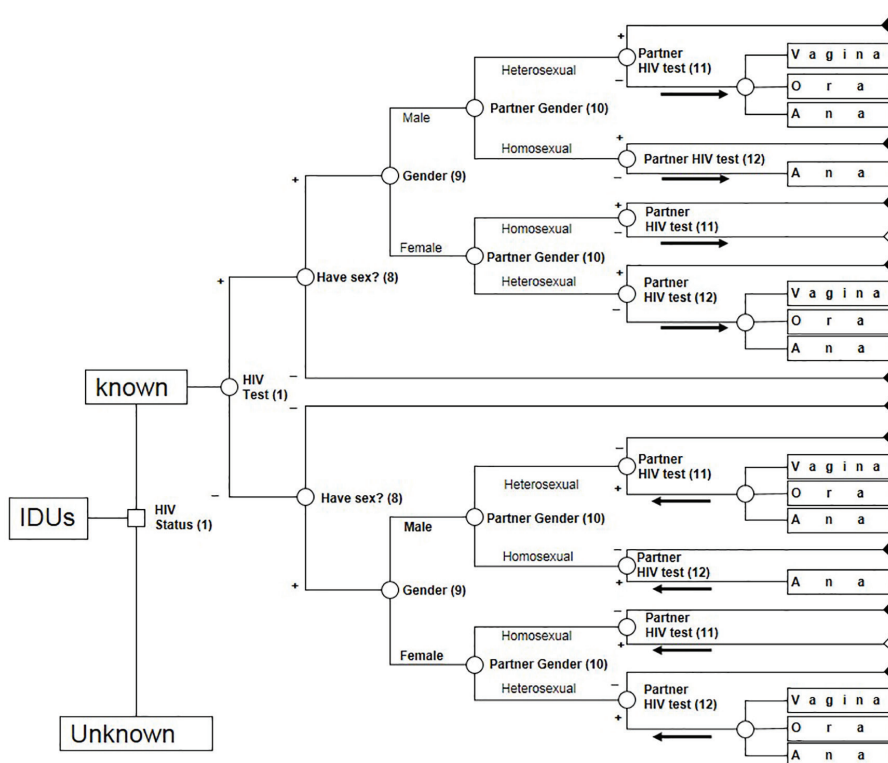 +
Partner
HIV test (11)
Heterosexual
−
V a g i n a
O r a
A n a
Partner Gender (10)
Male
Homosexual
+
Partner HIV test (12)
−
A n a
+
Gender (9)
+
Partner
HIV test (11)
Homosexual
−
Female
Partner Gender (10)
+
Heterosexual
Partner
HIV test (12)
−
V a g i n a
O r a
A n a
+
Have sex? (8)
−
known
HIV
Test (1)
−
−
Have sex? (8)
IDUs
HIV
Status (1)
−
Partner
HIV test (11)
Heterosexual
+
V a g i n a
O r a
A n a
Male
Partner Gender (10)
Homosexual
−
Partner
HIV test (12)
+
A n a
+
Gender (9)
−
Partner
HIV test (11)
Homosexual
+
Female
Partner Gender (10)
−
Heterosexual
Partner
HIV test (12)
+
V a g i n a
O r a
A n a
Unknown